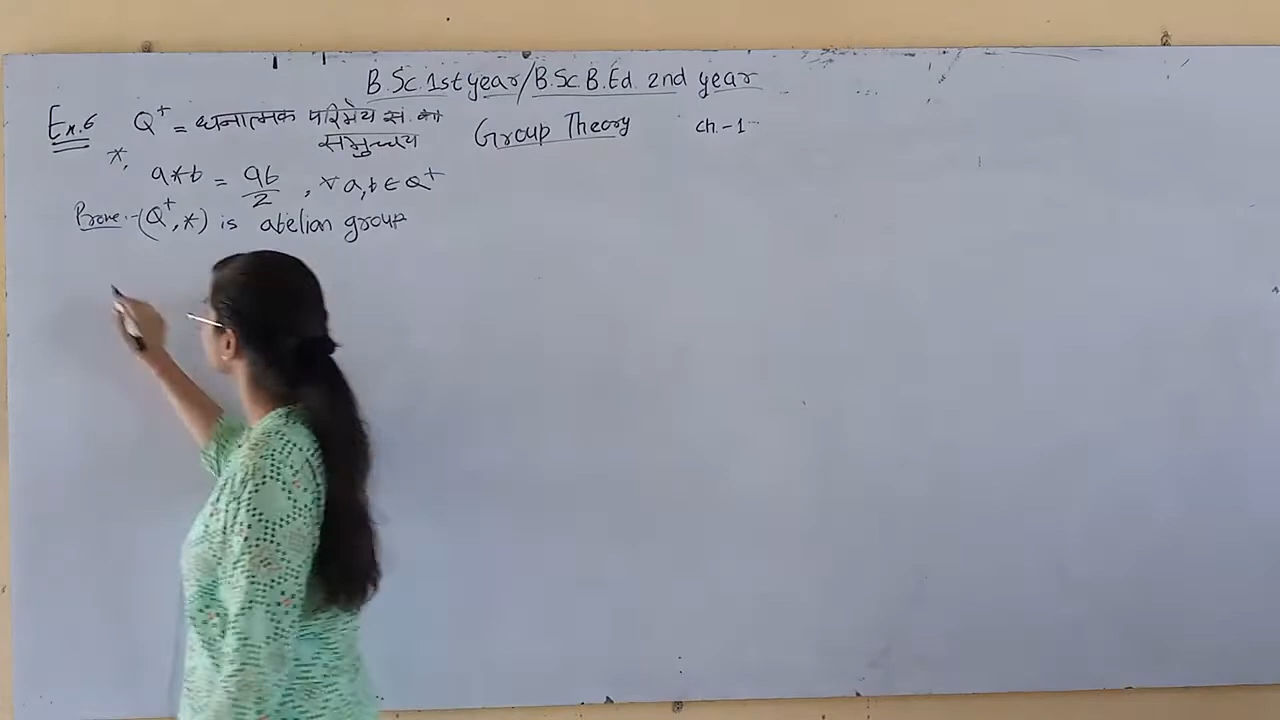 B.Sc. 1st year/B.Sc. B.Ed. 2nd year
Group Theory
ch.-1
Ex.6 Q⁺ = धनात्मक परिमेय सं. का
समुच्चय
*,
a*b = ab/2 , ∀ a,b ∈ Q⁺
Prove:- (Q⁺,*) is abelian group